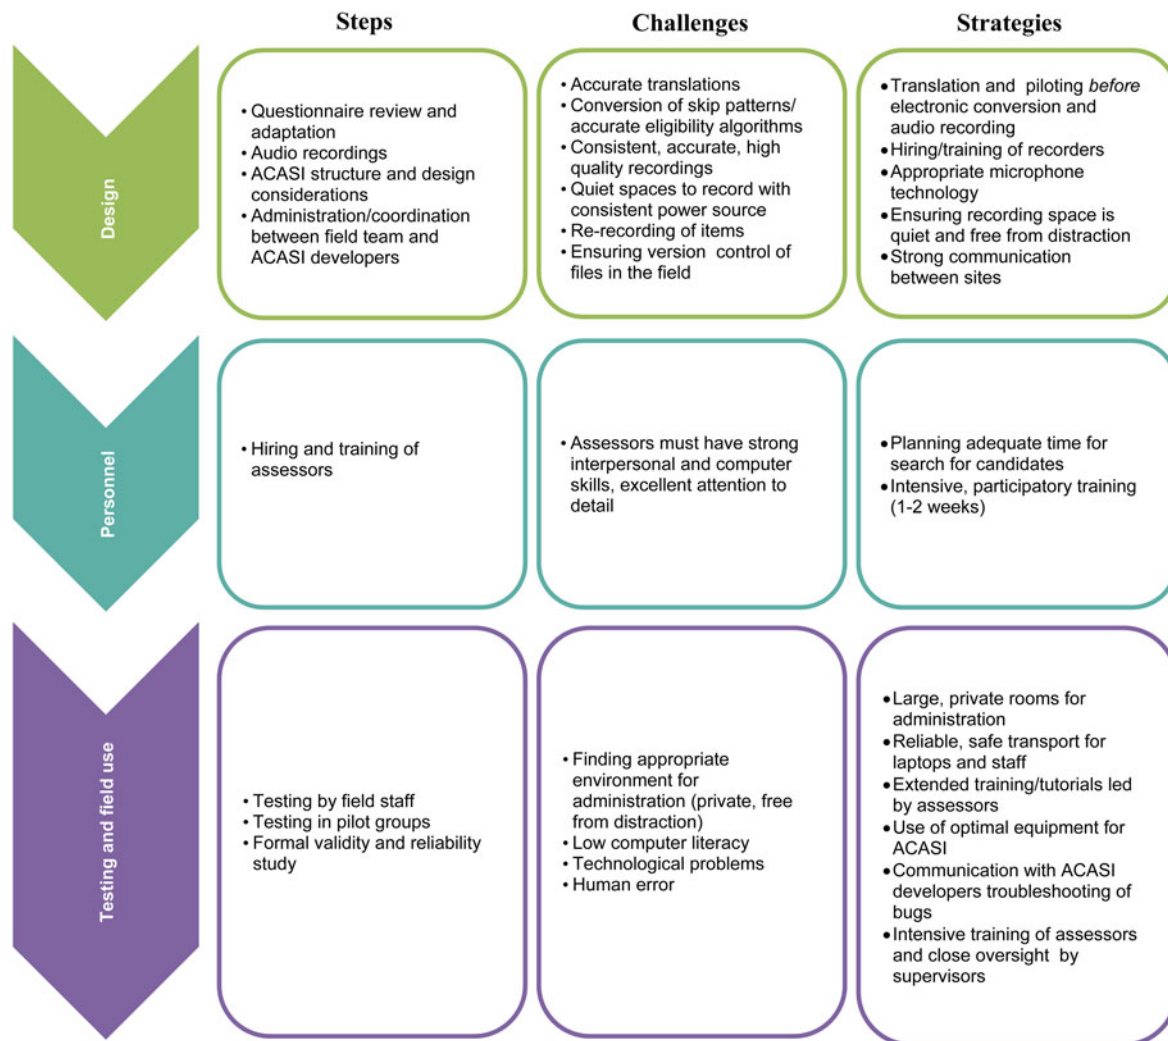 Steps
Challenges
Strategies
Design
• Questionnaire review and
adaptation
• Audio recordings
• ACASI structure and design
considerations
• Administration/coordination
between field team and
ACASI developers
• Accurate translations
• Conversion of skip patterns/
accurate eligibility algorithms
• Consistent, accurate, high
quality recordings
• Quiet spaces to record with
consistent power source
• Re-recording of items
• Ensuring version control of
files in the field
• Translation and piloting before
electronic conversion and
audio recording
• Hiring/training of recorders
• Appropriate microphone
technology
• Ensuring recording space is
quiet and free from distraction
• Strong communication
between sites
Personnel
• Hiring and training of
assessors
• Assessors must have strong
interpersonal and computer
skills, excellent attention to
detail
• Planning adequate time for
search for candidates
• Intensive, participatory training
(1-2 weeks)
Testing and field use
• Testing by field staff
• Testing in pilot groups
• Formal validity and reliability
study
• Finding appropriate
environment for
administration (private, free
from distraction)
• Low computer literacy
• Technological problems
• Human error
• Large, private rooms for
administration
• Reliable, safe transport for
laptops and staff
• Extended training/tutorials led
by assessors
• Use of optimal equipment for
ACASI
• Communication with ACASI
developers troubleshooting of
bugs
• Intensive training of assessors
and close oversight by
supervisors